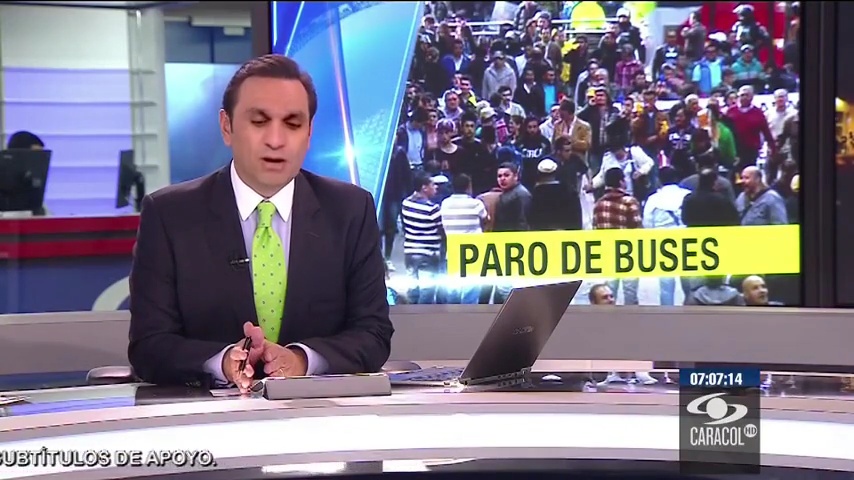 PARO DE BUSES
07:07:14
CARACOL HD
SUBTÍTULOS DE APOYO.